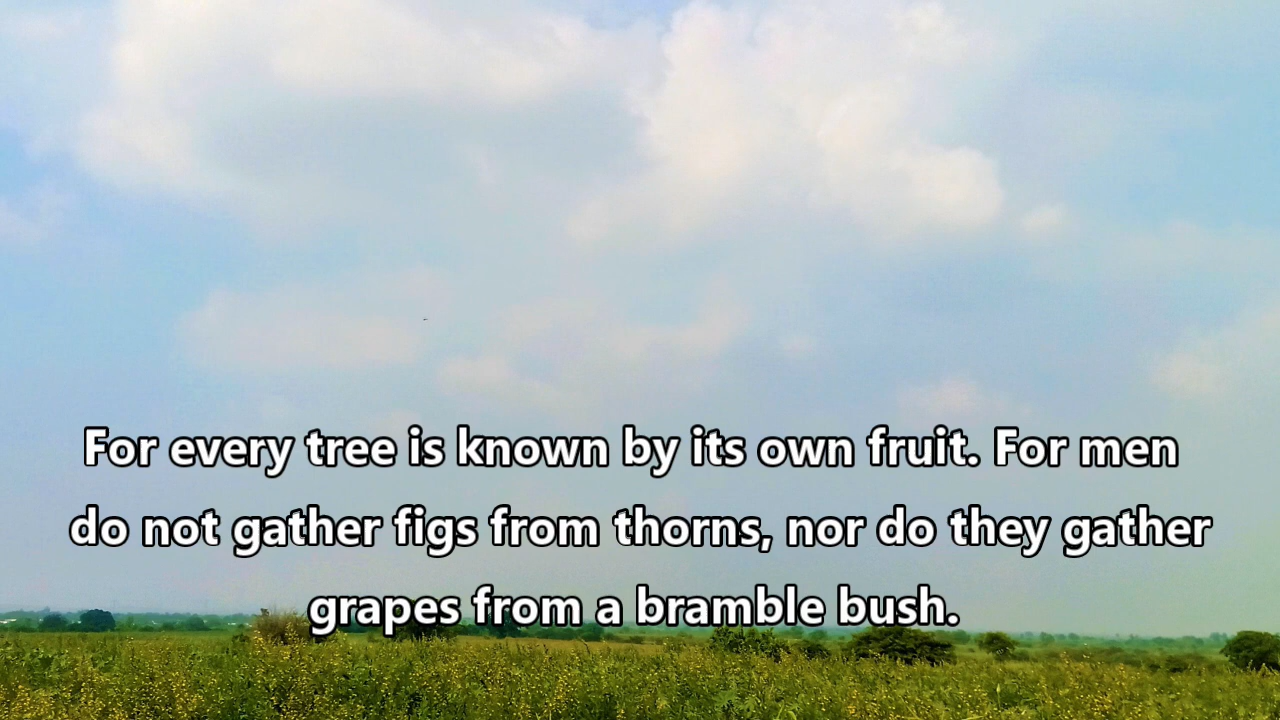 For every tree is known by its own fruit. For men
do not gather figs from thorns, nor do they gather
grapes from a bramble bush.